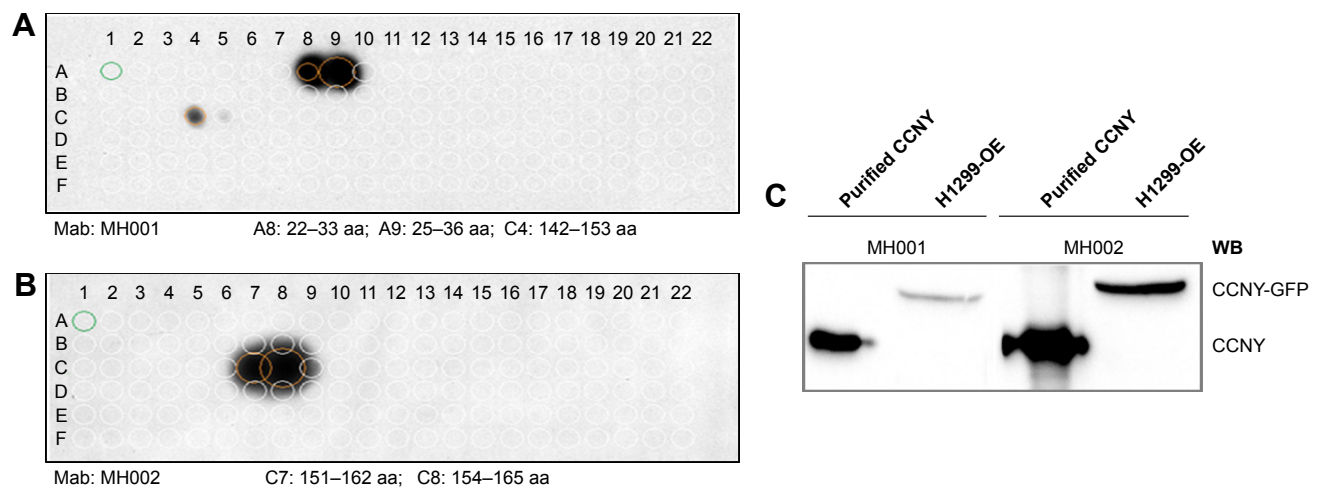 A
1 2 3 4 5 6 7 8 9 10 11 12 13 14 15 16 17 18 19 20 21 22
A
B
C
D
E
F
Mab: MH001 A8: 22–33 aa; A9: 25–36 aa; C4: 142–153 aa
B
1 2 3 4 5 6 7 8 9 10 11 12 13 14 15 16 17 18 19 20 21 22
A
B
C
D
E
F
Mab: MH002 C7: 151–162 aa; C8: 154–165 aa
C
Purified CCNY
H1299-OE
Purified CCNY
H1299-OE
MH001 MH002 WB
CCNY-GFP
CCNY